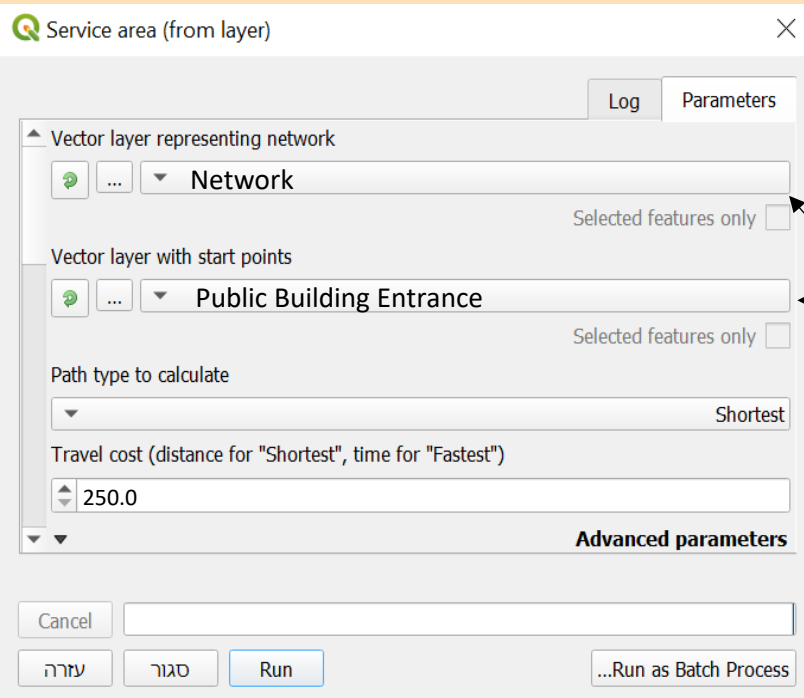 Service area (from layer)
Log
Parameters
Vector layer representing network
... Network
Selected features only
Vector layer with start points
... Public Building Entrance
Selected features only
Path type to calculate
Shortest
Travel cost (distance for "Shortest", time for "Fastest")
250.0
Advanced parameters
Cancel
עזרה
סגור
Run
...Run as Batch Process